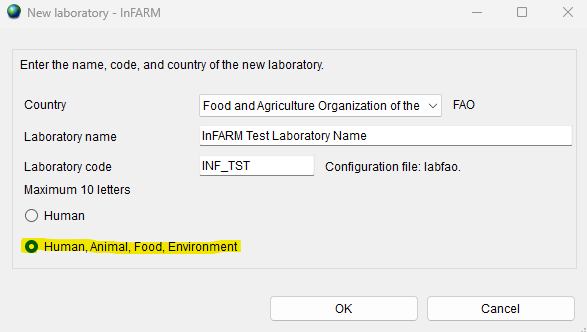 New laboratory - InFARM
Enter the name, code, and country of the new laboratory.
Country Food and Agriculture Organization of the FAO
Laboratory name InFARM Test Laboratory Name
Laboratory code INF_TST Configuration file: labfao.
Maximum 10 letters
Human
Human, Animal, Food, Environment
OK Cancel